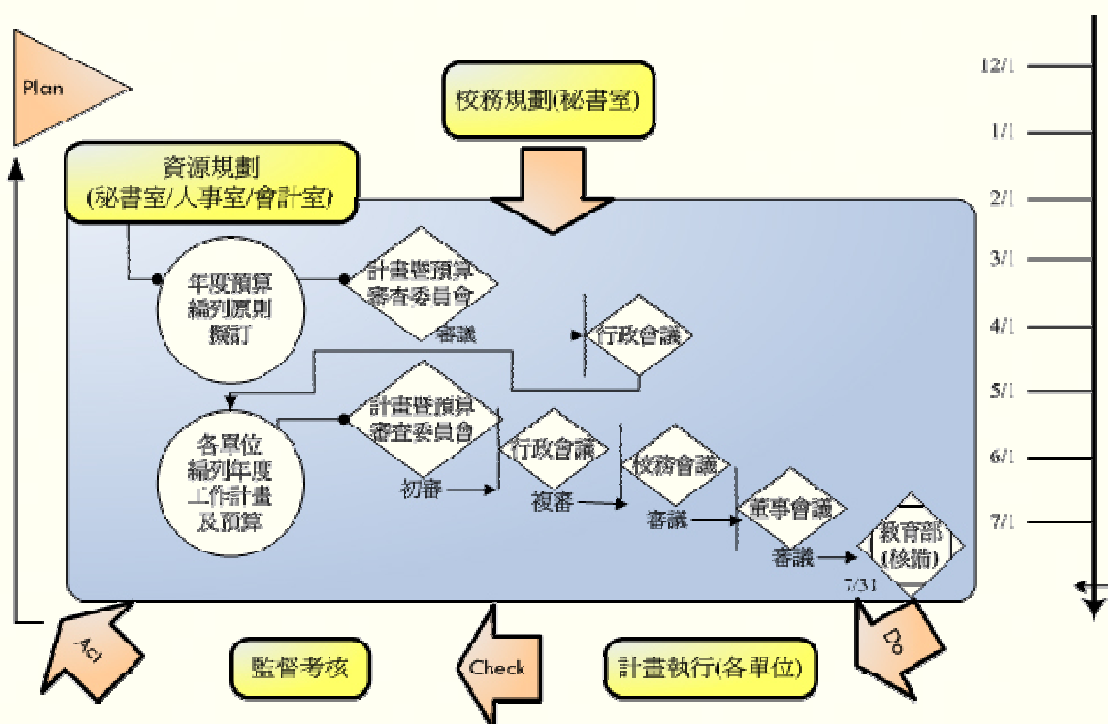 Plan
校務規劃(秘書室)
資源規劃
(秘書室/人事室/會計室)
年度預算
編列原則
擬訂
計畫暨預算
審查委員會
審議
行政會議
各單位
編列年度
工作計畫
及預算
計畫暨預算
審查委員會
初審
行政會議
複審
校務會議
審議
董事會議
審議
教育部
(核備)
7/31
Act
監督考核
Check
計畫執行(各單位)
Do
12/1
1/1
2/1
3/1
4/1
5/1
6/1
7/1